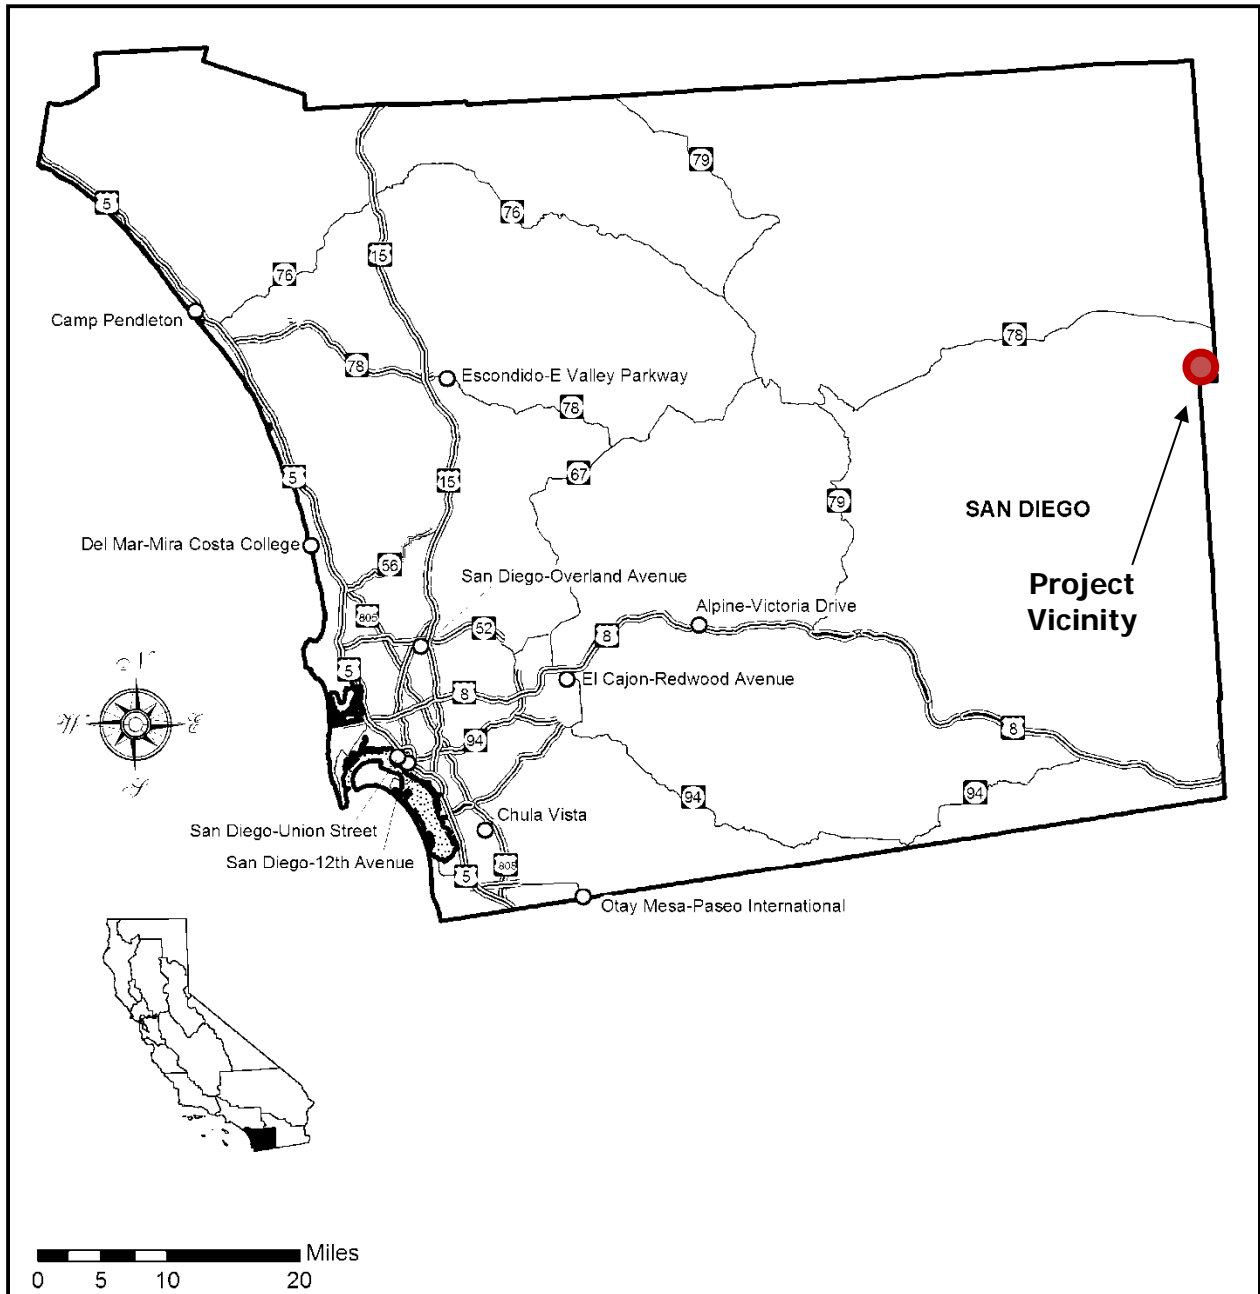 79
5
76
15
76
Camp Pendleton
78
78
Escondido-E Valley Parkway
78
67
5
15
79
SAN DIEGO
Del Mar-Mira Costa College
56
San Diego-Overland Avenue
Project
Vicinity
Alpine-Victoria Drive
805
52
8
N
5
El Cajon-Redwood Avenue
8
W
E
8
94
S
94
94
San Diego-Union Street
Chula Vista
San Diego-12th Avenue
805
5
Otay Mesa-Paseo International
Miles
0 5 10 20